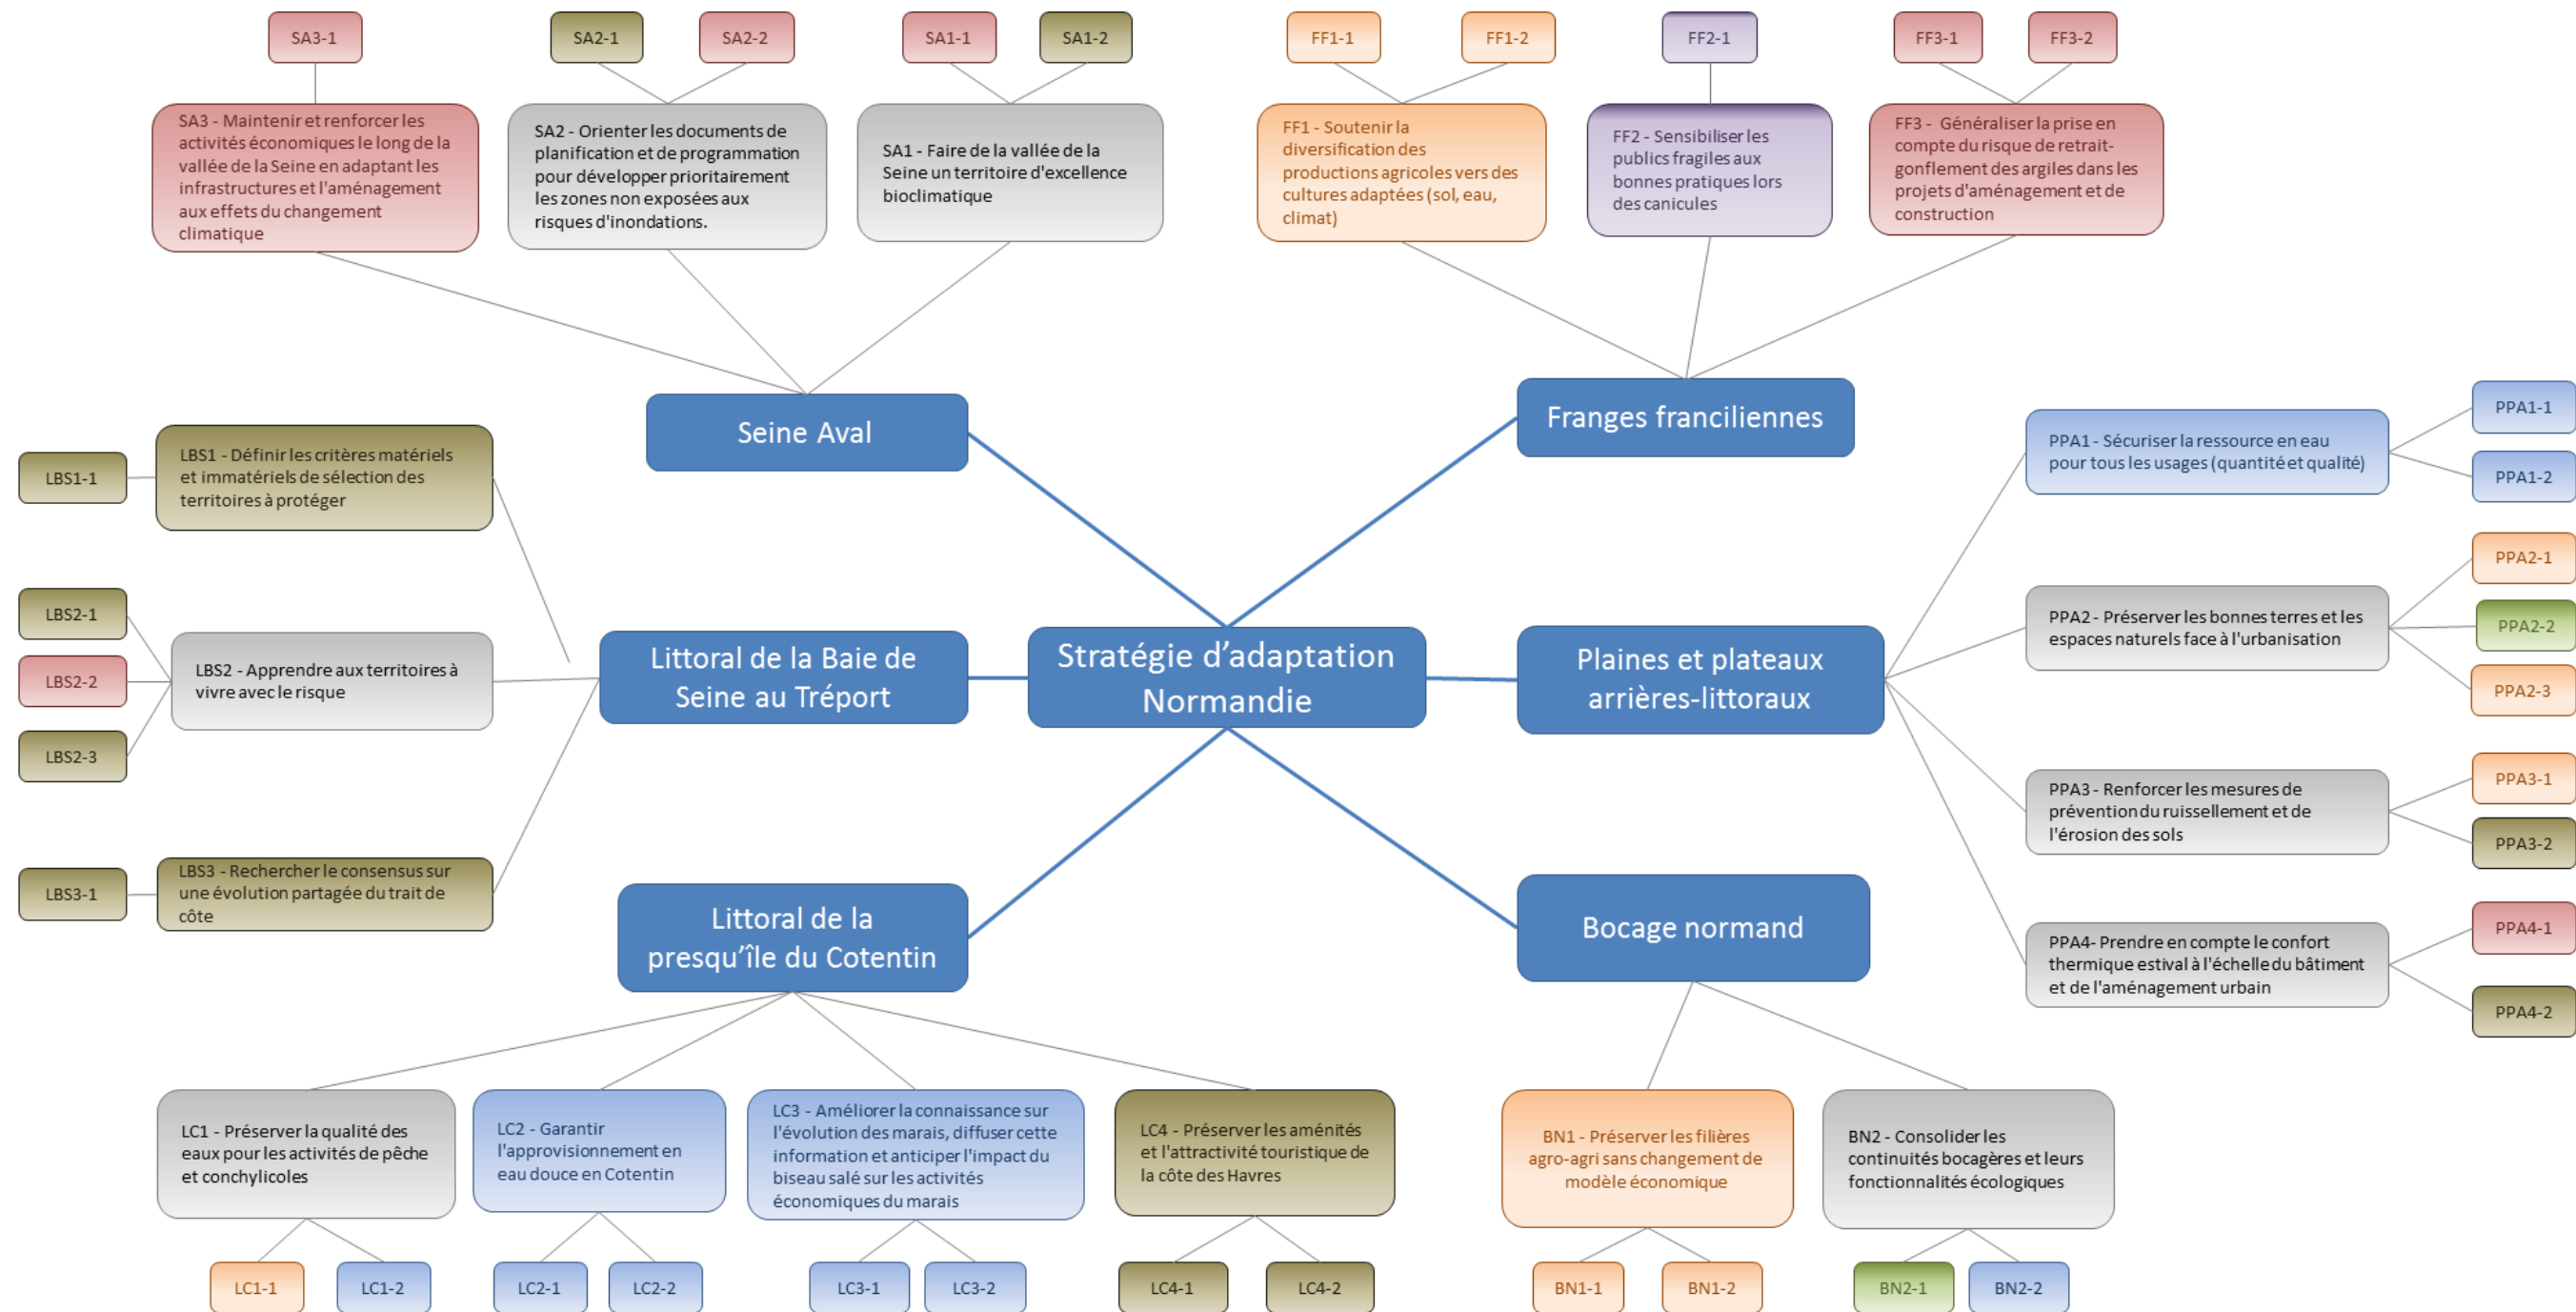 SA3-1
SA2-1
SA2-2
SA1-1
SA1-2
FF1-1
FF1-2
FF2-1
FF3-1
FF3-2
SA3 - Maintenir et renforcer les
activités économiques le long de la
vallée de la Seine en adaptant les
infrastructures et l'aménagement
aux effets du changement
climatique
SA2 - Orienter les documents de
planification et de programmation
pour développer prioritairement
les zones non exposées aux
risques d'inondations.
SA1 - Faire de la vallée de la
Seine un territoire d'excellence
bioclimatique
FF1 - Soutenir la
diversification des
productions agricoles vers des
cultures adaptées (sol, eau,
climat)
FF2 - Sensibiliser les
publics fragiles aux
bonnes pratiques lors
des canicules
FF3 - Généraliser la prise en
compte du risque de retrait-
gonflement des argiles dans les
projets d'aménagement et de
construction
Seine Aval
Franges franciliennes
LBS1-1
LBS1 - Définir les critères matériels
et immatériels de sélection des
territoires à protéger
LBS2-1
LBS2-2
LBS2-3
LBS2 - Apprendre aux territoires à
vivre avec le risque
LBS3-1
LBS3 - Rechercher le consensus sur
une évolution partagée du trait de
côte
Littoral de la Baie de
Seine au Tréport
Stratégie d’adaptation
Normandie
Plaines et plateaux
arrières-littoraux
PPA1 - Sécuriser la ressource en eau
pour tous les usages (quantité et qualité)
PPA1-1
PPA1-2
PPA2 - Préserver les bonnes terres et les
espaces naturels face à l'urbanisation
PPA2-1
PPA2-2
PPA2-3
PPA3 - Renforcer les mesures de
prévention du ruissellement et de
l'érosion des sols
PPA3-1
PPA3-2
PPA4- Prendre en compte le confort
thermique estival à l'échelle du bâtiment
et de l'aménagement urbain
PPA4-1
PPA4-2
Littoral de la
presqu’île du Cotentin
Bocage normand
LC1 - Préserver la qualité des
eaux pour les activités de pêche
et conchylicoles
LC2 - Garantir
l'approvisionnement en
eau douce en Cotentin
LC3 - Améliorer la connaissance sur
l'évolution des marais, diffuser cette
information et anticiper l'impact du
biseau salé sur les activités
économiques du marais
LC4 - Préserver les aménités
et l'attractivité touristique de
la côte des Havres
BN1 - Préserver les filières
agro-agri sans changement de
modèle économique
BN2 - Consolider les
continuités bocagères et leurs
fonctionnalités écologiques
LC1-1
LC1-2
LC2-1
LC2-2
LC3-1
LC3-2
LC4-1
LC4-2
BN1-1
BN1-2
BN2-1
BN2-2